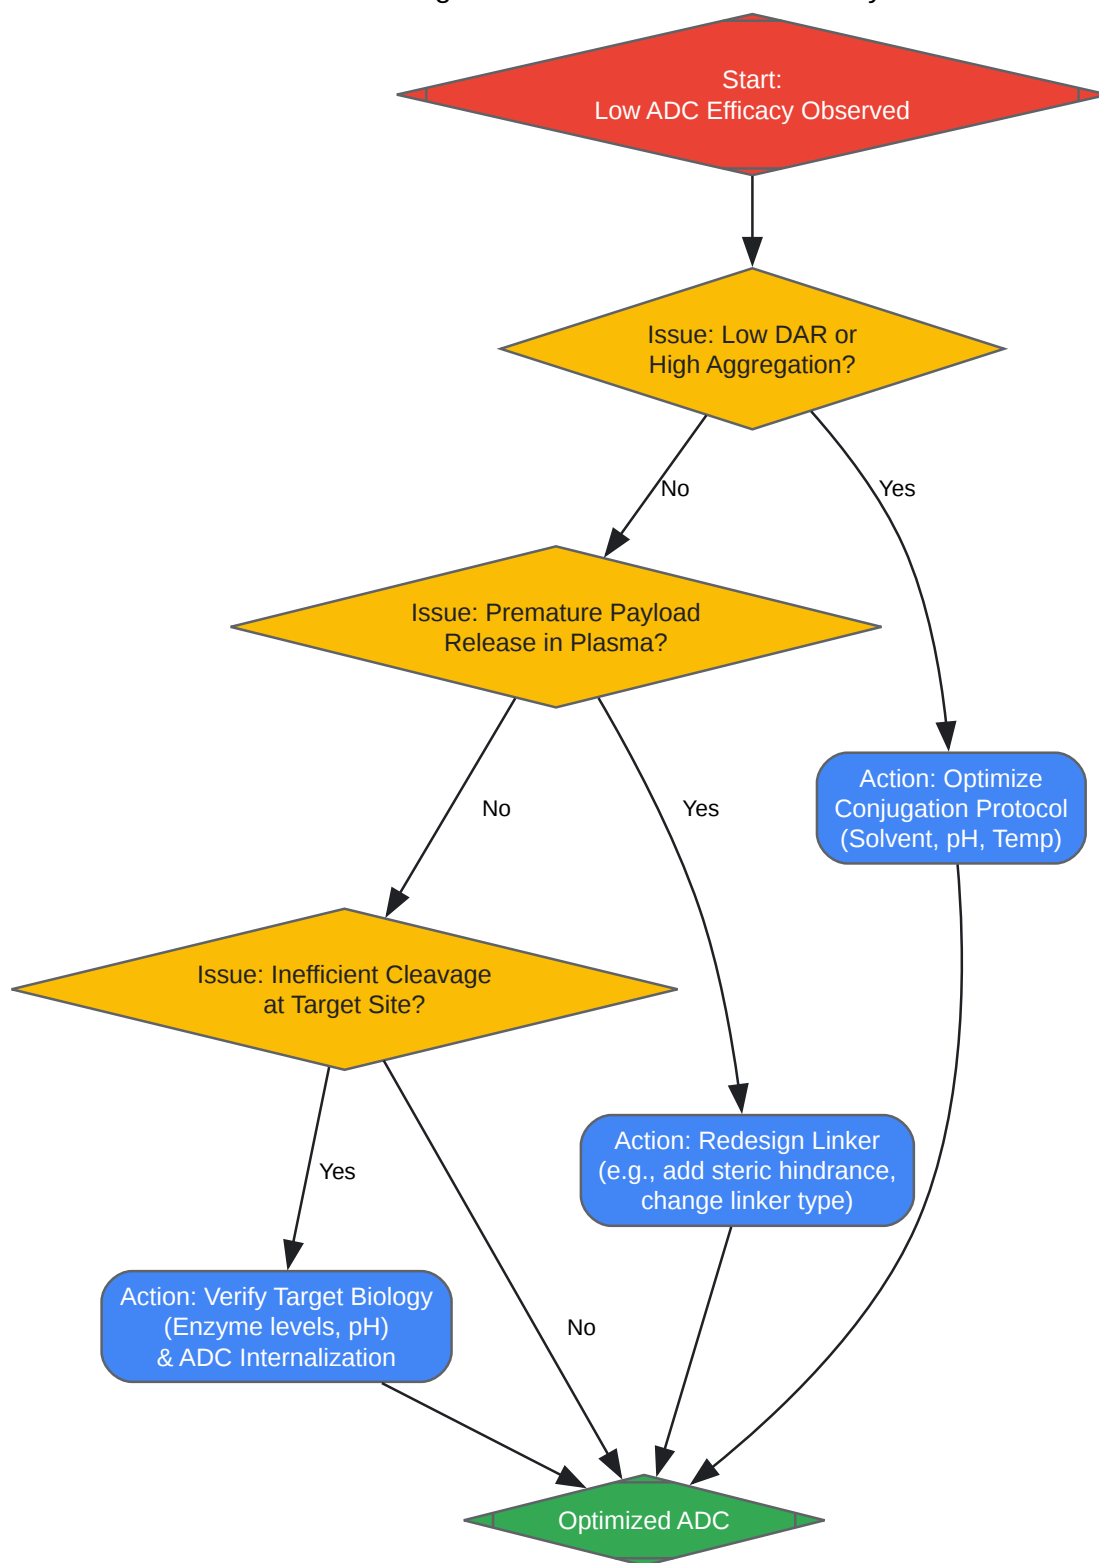 Start:
Low ADC Efficacy Observed
Issue: Low DAR or
High Aggregation?
No
Yes
Issue: Premature Payload
Release in Plasma?
No
Yes
Action: Optimize
Conjugation Protocol
(Solvent, pH, Temp)
Issue: Inefficient Cleavage
at Target Site?
Yes
No
Action: Redesign Linker
(e.g., add steric hindrance,
change linker type)
Action: Verify Target Biology
(Enzyme levels, pH)
& ADC Internalization
Optimized ADC